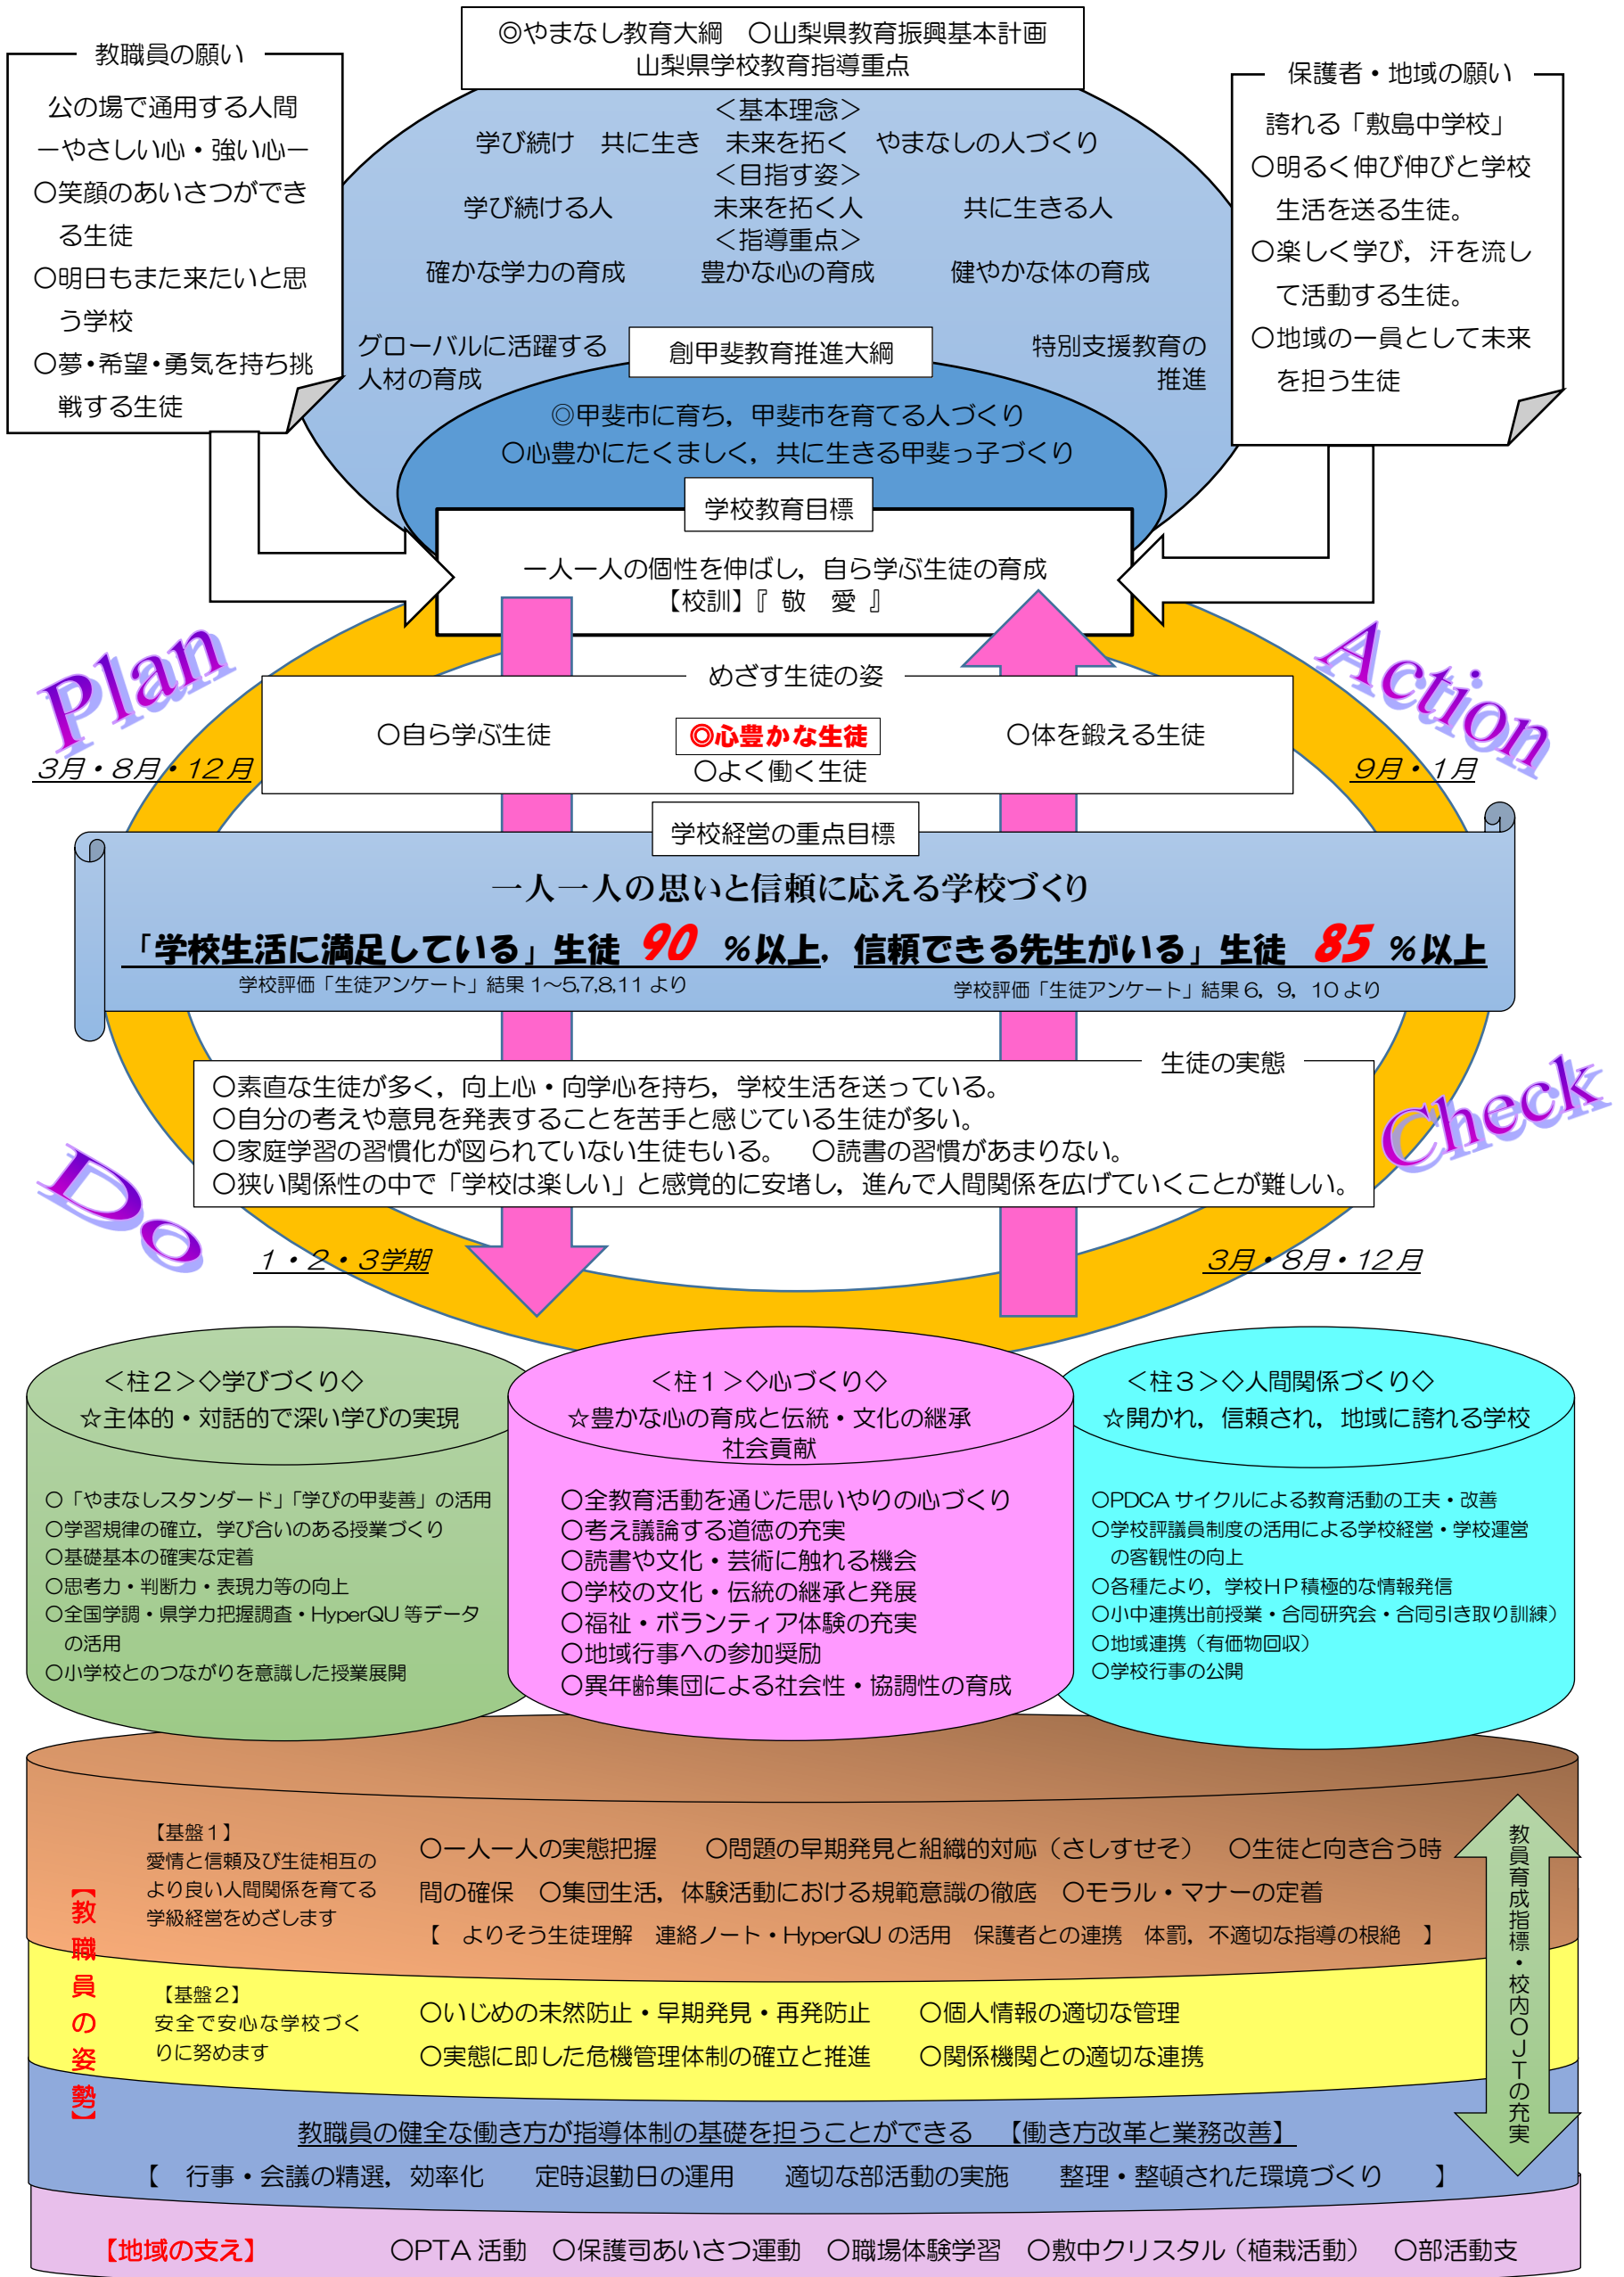 ◎やまなし教育大綱　〇山梨県教育振興基本計画
山梨県学校教育指導重点
教職員の願い
公の場で通用する人間
ーやさしい心・強い心ー
〇笑顔のあいさつができ
る生徒
〇明日もまた来たいと思
う学校
〇夢・希望・勇気を持ち挑
戦する生徒
保護者・地域の願い
誇れる「敷島中学校」
〇明るく伸び伸びと学校
生活を送る生徒。
〇楽しく学び，汗を流し
て活動する生徒。
〇地域の一員として未来
を担う生徒
＜基本理念＞
学び続け　共に生き　未来を拓く　やまなしの人づくり
＜目指す姿＞
学び続ける人　未来を拓く人　共に生きる人
＜指導重点＞
確かな学力の育成　豊かな心の育成　健やかな体の育成
グローバルに活躍する
人材の育成
特別支援教育の
推進
創甲斐教育推進大綱
◎甲斐市に育ち，甲斐市を育てる人づくり
〇心豊かにたくましく，共に生きる甲斐っ子づくり
学校教育目標
一人一人の個性を伸ばし，自ら学ぶ生徒の育成
【校訓】『 敬　愛 』
Plan
3月・8月・12月
Action
9月・1月
めざす生徒の姿
〇自ら学ぶ生徒　◎心豊かな生徒　〇体を鍛える生徒
〇よく働く生徒
学校経営の重点目標
一人一人の思いと信頼に応える学校づくり
「学校生活に満足している」生徒 90 ％以上，信頼できる先生がいる」生徒 85 ％以上
学校評価「生徒アンケート」結果 1～5,7,8,11 より
学校評価「生徒アンケート」結果 6，9，10 より
生徒の実態
〇素直な生徒が多く，向上心・向学心を持ち，学校生活を送っている。
〇自分の考えや意見を発表することを苦手と感じている生徒が多い。
〇家庭学習の習慣化が図られていない生徒もいる。　〇読書の習慣があまりない。
〇狭い関係性の中で「学校は楽しい」と感覚的に安堵し，進んで人間関係を広げていくことが難しい。
Do
1・2・3学期
Check
3月・8月・12月
＜柱２＞◇学びづくり◇
☆主体的・対話的で深い学びの実現
〇「やまなしスタンダード」「学びの甲斐善」の活用
〇学習規律の確立，学び合いのある授業づくり
〇基礎基本の確実な定着
〇思考力・判断力・表現力等の向上
〇全国学調・県学力把握調査・HyperQU 等データ
の活用
〇小学校とのつながりを意識した授業展開
＜柱１＞◇心づくり◇
☆豊かな心の育成と伝統・文化の継承
社会貢献
〇全教育活動を通じた思いやりの心づくり
〇考え議論する道徳の充実
〇読書や文化・芸術に触れる機会
〇学校の文化・伝統の継承と発展
〇福祉・ボランティア体験の充実
〇地域行事への参加奨励
〇異年齢集団による社会性・協調性の育成
＜柱３＞◇人間関係づくり◇
☆開かれ，信頼され，地域に誇れる学校
〇PDCA サイクルによる教育活動の工夫・改善
〇学校評議員制度の活用による学校経営・学校運営
の客観性の向上
〇各種たより，学校ＨＰ積極的な情報発信
〇小中連携出前授業・合同研究会・合同引き取り訓練）
〇地域連携（有価物回収）
〇学校行事の公開
【教職員の姿勢】
【基盤１】
愛情と信頼及び生徒相互の
より良い人間関係を育てる
学級経営をめざします
〇一人一人の実態把握　〇問題の早期発見と組織的対応（さしすせそ）　〇生徒と向き合う時
間の確保　〇集団生活，体験活動における規範意識の徹底　〇モラル・マナーの定着
【　よりそう生徒理解　連絡ノート・HyperQU の活用　保護者との連携　体罰，不適切な指導の根絶　】
【基盤２】
安全で安心な学校づく
りに努めます
〇いじめの未然防止・早期発見・再発防止　〇個人情報の適切な管理
〇実態に即した危機管理体制の確立と推進　〇関係機関との適切な連携
教職員の健全な働き方が指導体制の基礎を担うことができる　【働き方改革と業務改善】
【　行事・会議の精選，効率化　定時退勤日の運用　適切な部活動の実施　整理・整頓された環境づくり　】
教員育成指標・校内ＯＪＴの充実
【地域の支え】　〇PTA 活動　〇保護司あいさつ運動　〇職場体験学習　〇敷中クリスタル（植栽活動）　〇部活動支